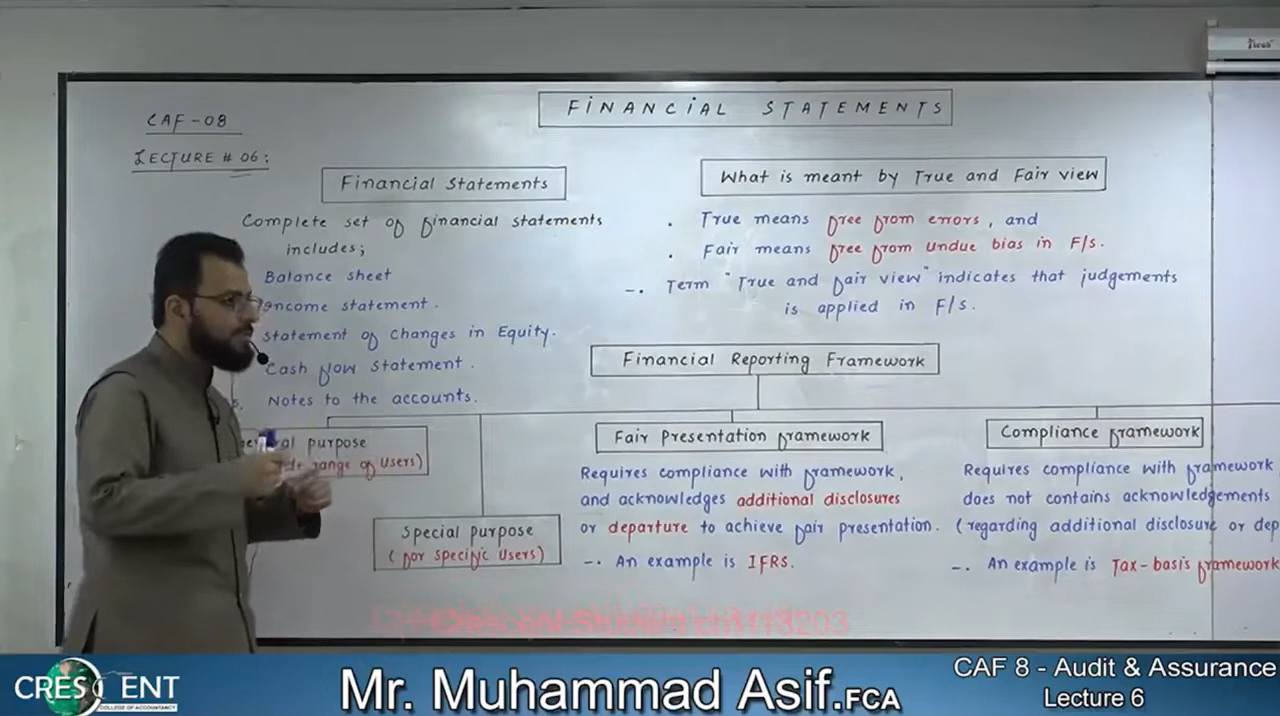 FINANCIAL STATEMENTS
CAF-08
LECTURE # 06:
Financial Statements
Complete set of financial statements
includes;
Balance sheet
Income statement.
Statement of Changes in Equity.
Cash flow statement.
5. Notes to the accounts.
What is meant by True and Fair view
. True means free from errors, and
. Fair means free from undue bias in F/s.
-. Term "True and fair view" indicates that judgements
is applied in F/s.
Financial Reporting Framework
purpose
range of users)
Special purpose
(for specific users)
Fair Presentation framework
Requires compliance with framework,
and acknowledges additional disclosures
or departure to achieve fair presentation.
-. An example is IFRs.
Compliance framework
Requires compliance with framework
does not contains acknowledgements
(regarding additional disclosure or dep
-. An example is Tax-basis framework
CRESCENT
COLLEGE OF ACCOUNTANCY
Mr. Muhammad Asif.FCA
CAF 8 - Audit & Assurance
Lecture 6